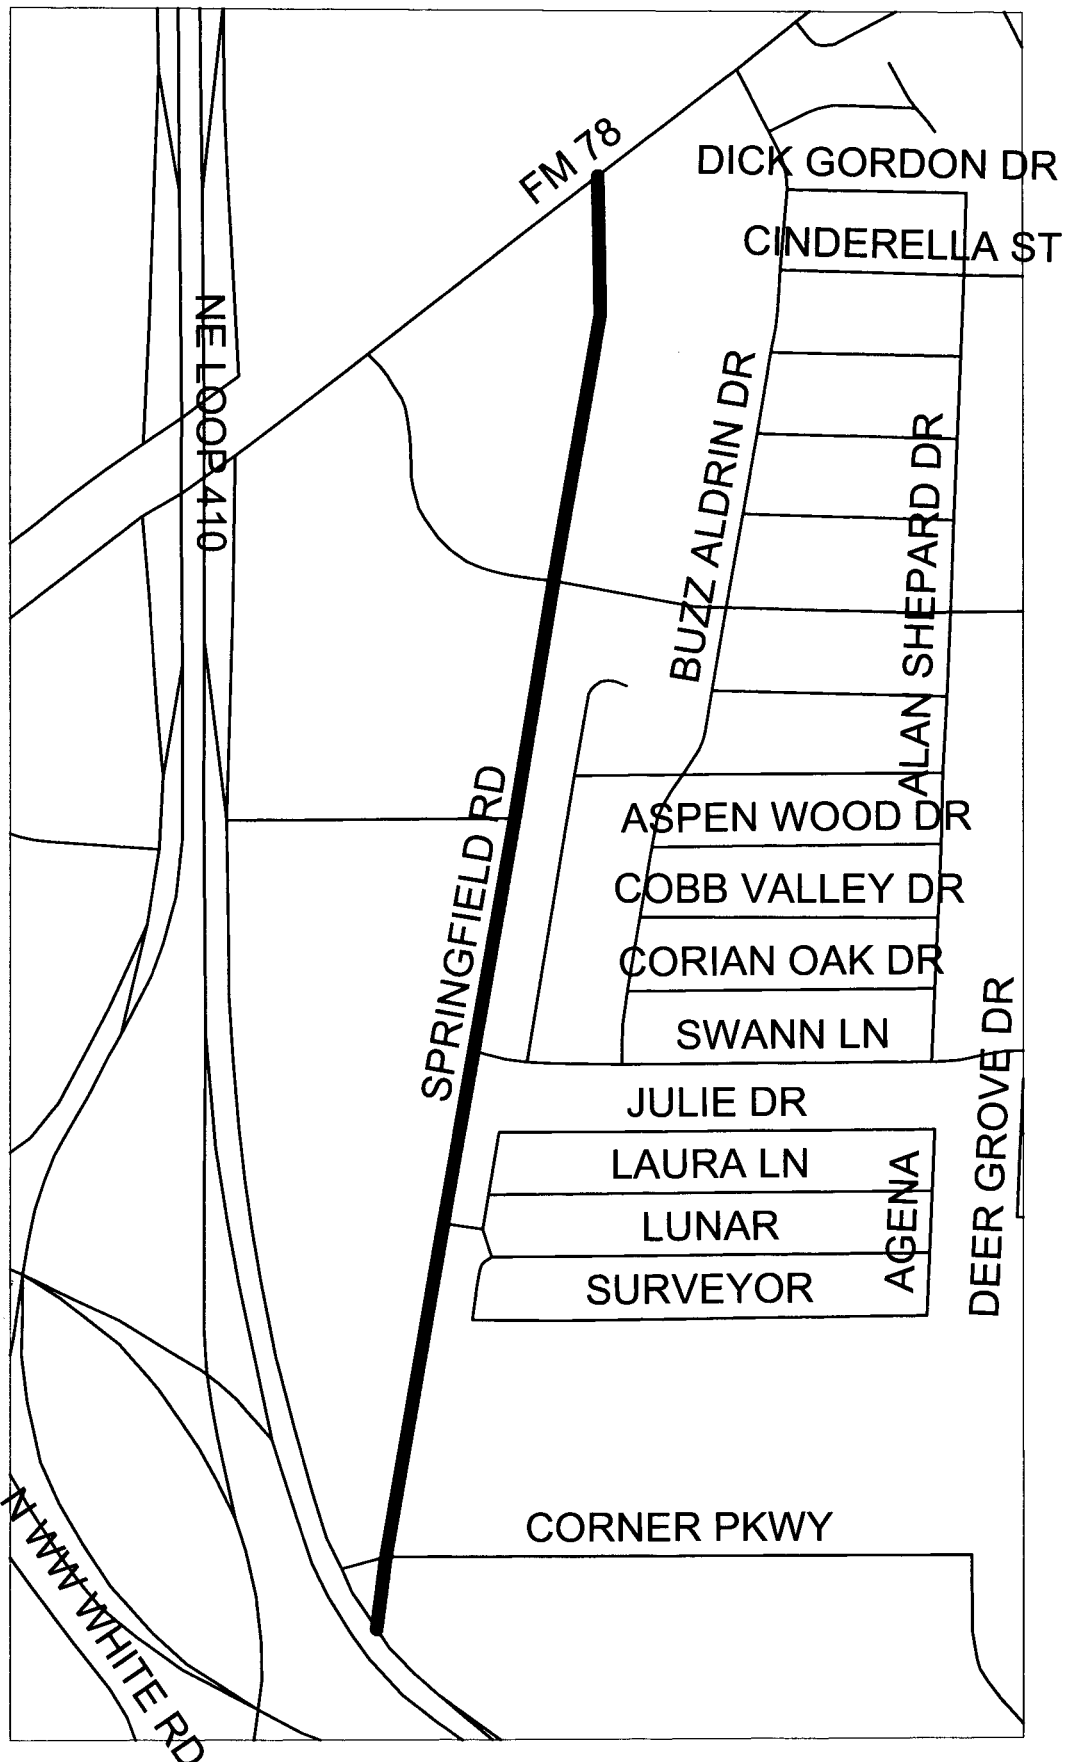 FM 78
DICK GORDON DR
CINDERELLA ST
NE LOOP 410
BUZZ ALDRIN DR
ALAN SHEPARD DR
SPRINGFIELD RD
ASPEN WOOD DR
COBB VALLEY DR
CORIAN OAK DR
SWANN LN
DEER GROVE DR
JULIE DR
LAURA LN
AGENA
LUNAR
SURVEYOR
CORNER PKWY
N WW WHITE RD